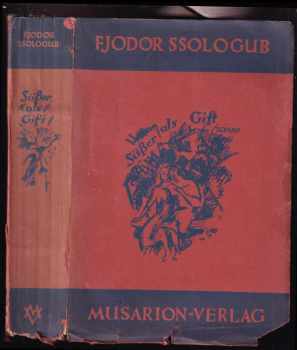 FJODOR
SSOLOGUB
Süßer
als
Gift
FJODOR SSOLOGUB
Süßer als Gift
MUSARION-VERLAG